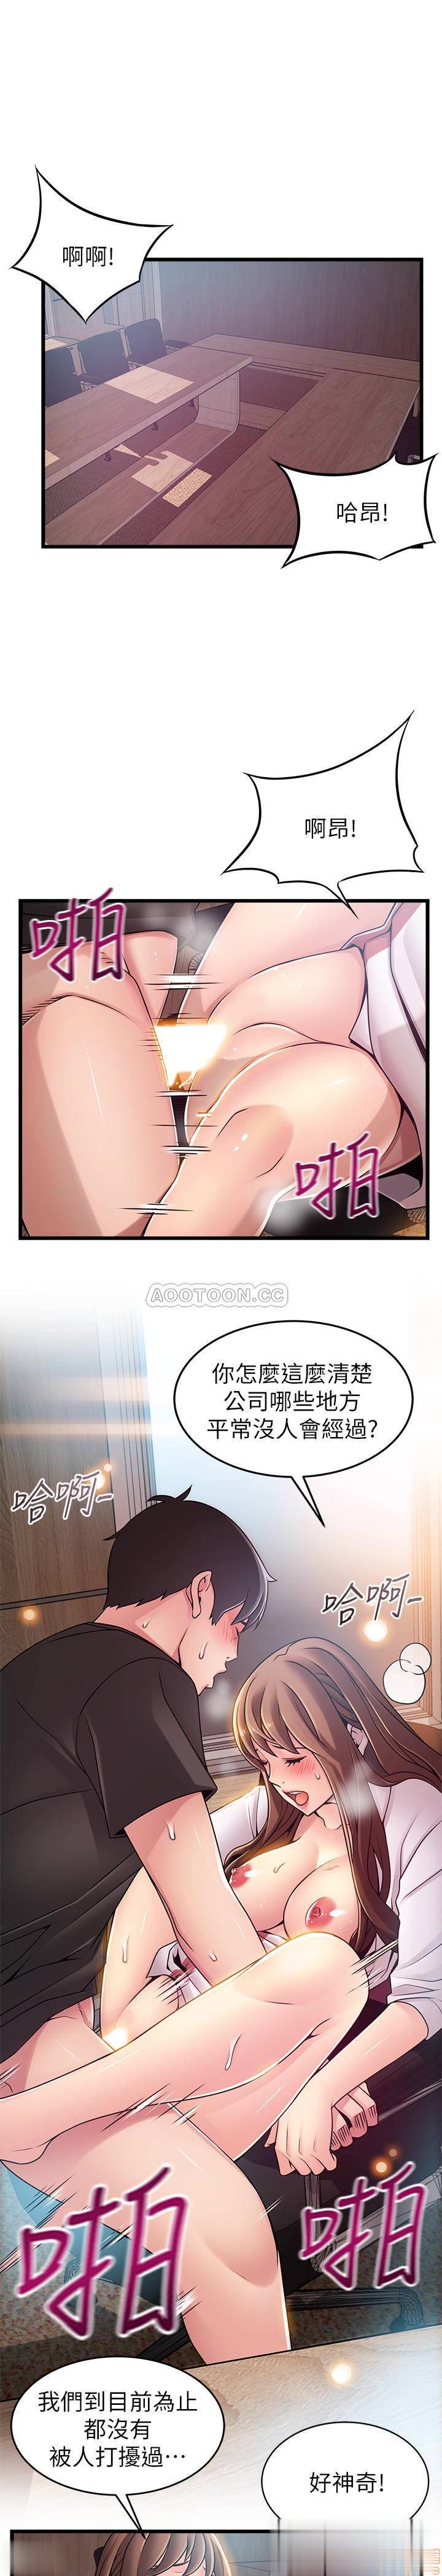 啊啊!
哈昂!
啊昂!
啪
啪
AOOTOON.CC
你怎麼這麼清楚
公司哪些地方
平常沒人會經過?
哈啊-
哈啊-
啪
啪
我們到目前為止
都沒有
被人打擾過…
好神奇!